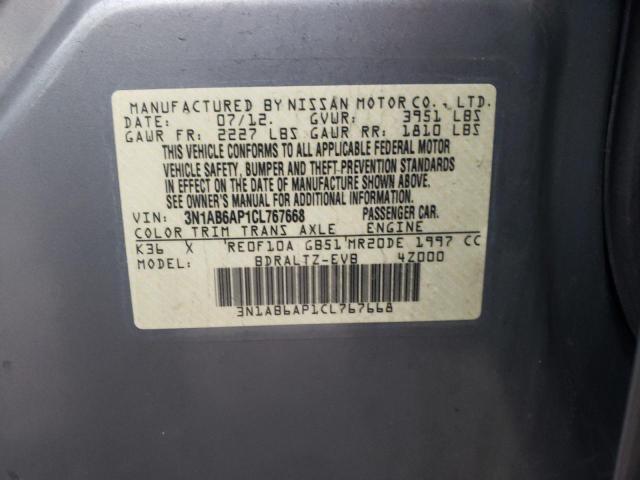 MANUFACTURED BY NISSAN MOTOR CO., LTD.
DATE: 07/12. GVWR: 3951 LBS
GAWR FR: 2227 LBS GAWR RR: 1810 LBS
THIS VEHICLE CONFORMS TO ALL APPLICABLE FEDERAL MOTOR
VEHICLE SAFETY, BUMPER AND THEFT PREVENTION STANDARDS
IN EFFECT ON THE DATE OF MANUFACTURE SHOWN ABOVE.
SEE OWNER'S MANUAL FOR ADDITIONAL INFORMATION.
VIN: 3N1AB6AP1CL767668 PASSENGER CAR.
COLOR TRIM TRANS AXLE ENGINE
K36 X 'RE0F10A GB51'MR20DE 1997 CC
MODEL: BDRALTZ-EVB 4Z000
3N1AB6AP1CL767668